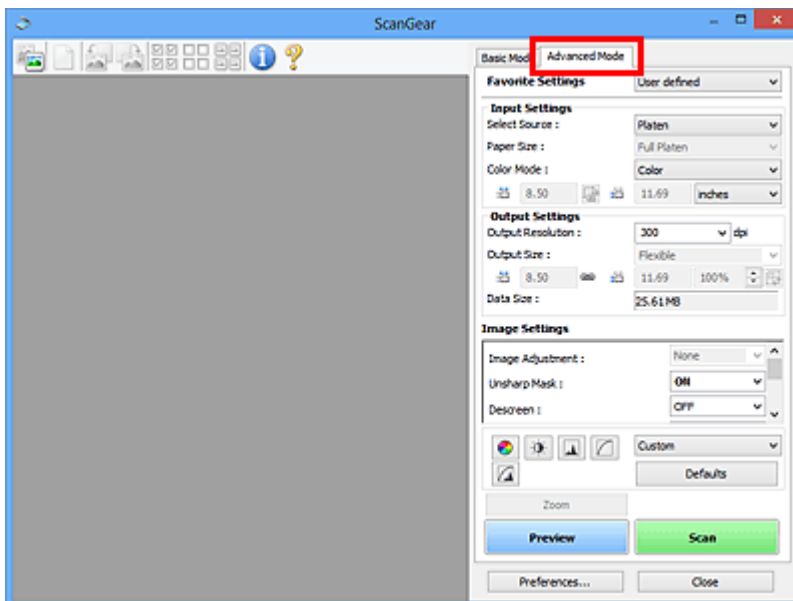 ScanGear
Basic Mode Advanced Mode
Favorite Settings User defined
Input Settings
Select Source : Platen
Paper Size : Full Platen
Color Mode : Color
8.50 11.69 inches
Output Settings
Output Resolution : 300 dpi
Output Size : Flexible
8.50 11.69 100%
Data Size : 25.61MB
Image Settings
Image Adjustment : None
Unsharp Mask : ON
Descreen : OFF
Custom
Defaults
Zoom
Preview Scan
Preferences... Close